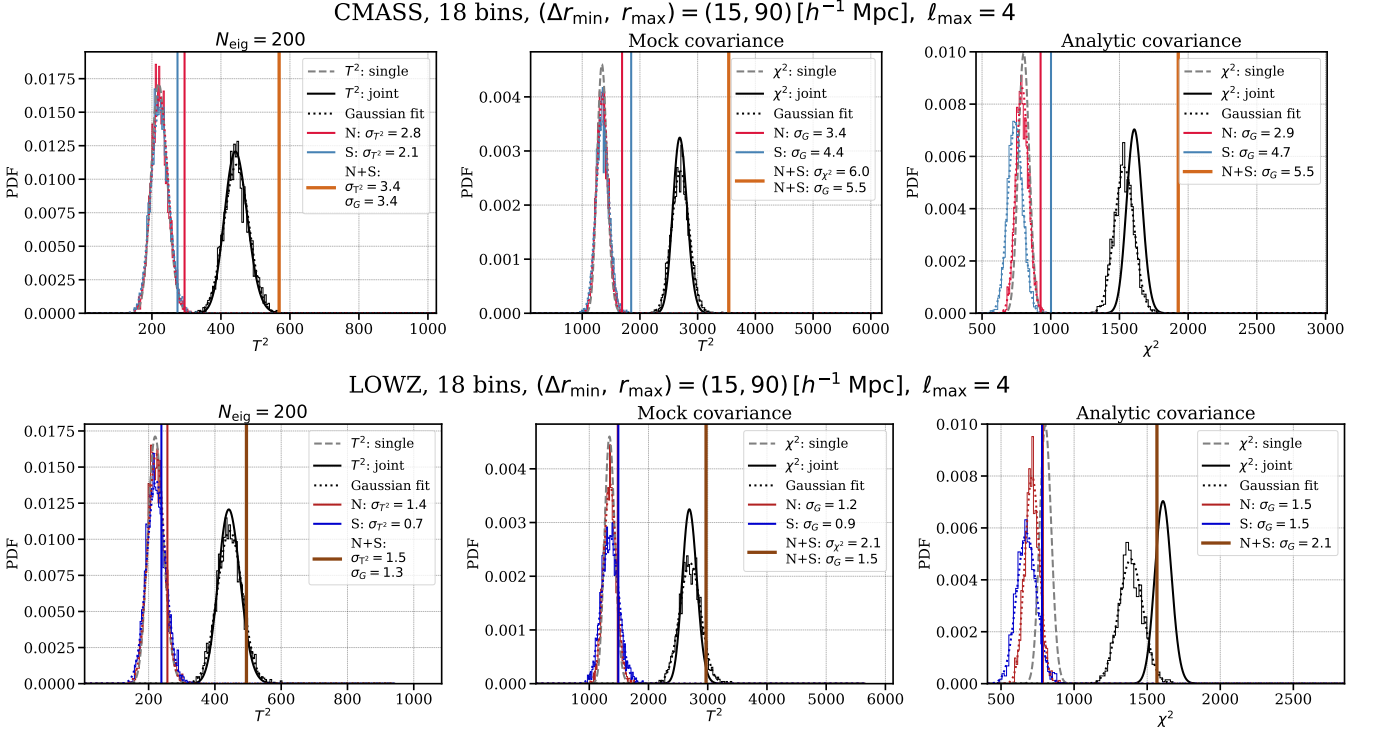 CMASS, 18 bins, (Δr_min, r_max) = (15, 90) [h⁻¹ Mpc], ℓ_max = 4
N_eig = 200
PDF
0.0175
0.0150
0.0125
0.0100
0.0075
0.0050
0.0025
0.0000
200 400 600 800 1000
T²
T²: single
T²: joint
Gaussian fit
N: σ_T² = 2.8
S: σ_T² = 2.1
N+S:
σ_T² = 3.4
σ_G = 3.4
Mock covariance
PDF
0.004
0.003
0.002
0.001
0.000
1000 2000 3000 4000 5000 6000
T²
χ²: single
χ²: joint
Gaussian fit
N: σ_G = 3.4
S: σ_G = 4.4
N+S: σ_χ² = 6.0
N+S: σ_G = 5.5
Analytic covariance
PDF
0.010
0.008
0.006
0.004
0.002
0.000
500 1000 1500 2000 2500 3000
χ²
χ²: single
χ²: joint
Gaussian fit
N: σ_G = 2.9
S: σ_G = 4.7
N+S: σ_G = 5.5
LOWZ, 18 bins, (Δr_min, r_max) = (15, 90) [h⁻¹ Mpc], ℓ_max = 4
N_eig = 200
PDF
0.0175
0.0150
0.0125
0.0100
0.0075
0.0050
0.0025
0.0000
200 400 600 800 1000
T²
T²: single
T²: joint
Gaussian fit
N: σ_T² = 1.4
S: σ_T² = 0.7
N+S:
σ_T² = 1.5
σ_G = 1.3
Mock covariance
PDF
0.004
0.003
0.002
0.001
0.000
1000 2000 3000 4000 5000 6000
T²
χ²: single
χ²: joint
Gaussian fit
N: σ_G = 1.2
S: σ_G = 0.9
N+S: σ_χ² = 2.1
N+S: σ_G = 1.5
Analytic covariance
PDF
0.010
0.008
0.006
0.004
0.002
0.000
500 1000 1500 2000 2500
χ²
χ²: single
χ²: joint
Gaussian fit
N: σ_G = 1.5
S: σ_G = 1.5
N+S: σ_G = 2.1